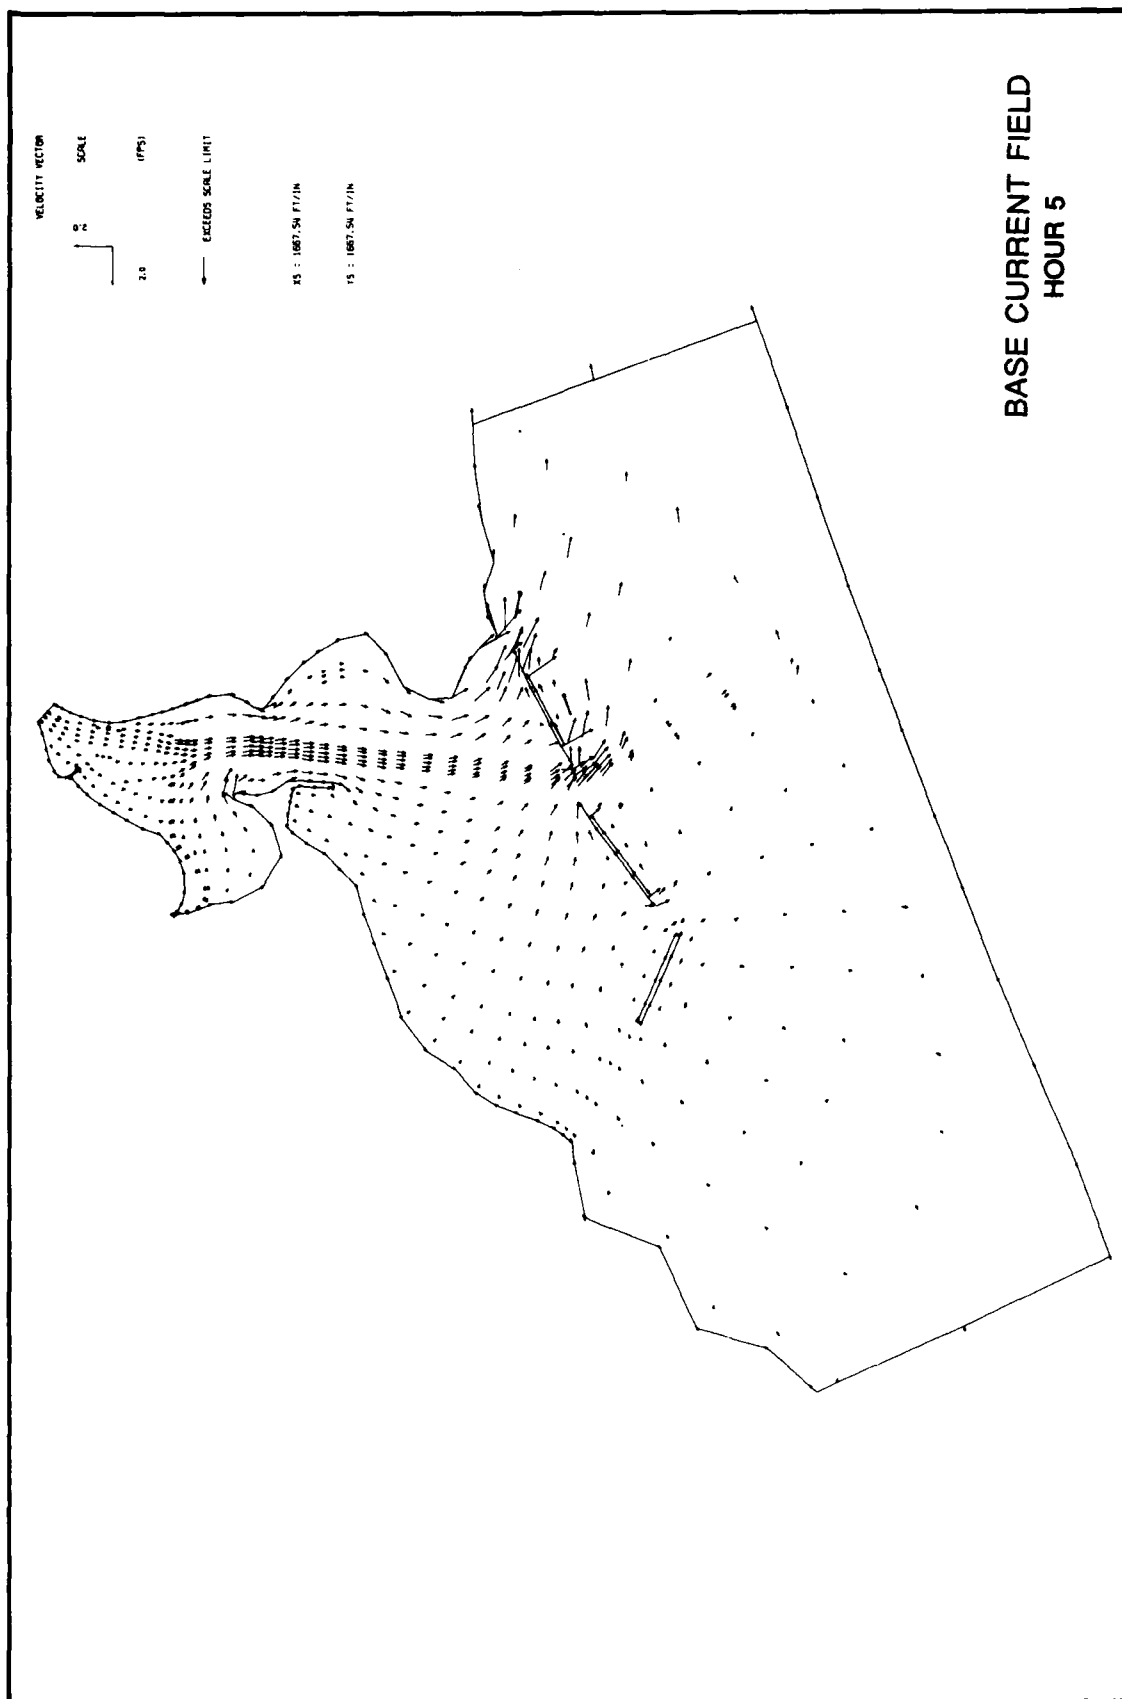 VELOCITY VECTOR
SCALE
2.0
2.0
(FPS)
EXCEEDS SCALE LIMIT
XS : 1667.54 FT/IN
YS : 1667.54 FT/IN
BASE CURRENT FIELD
HOUR 5